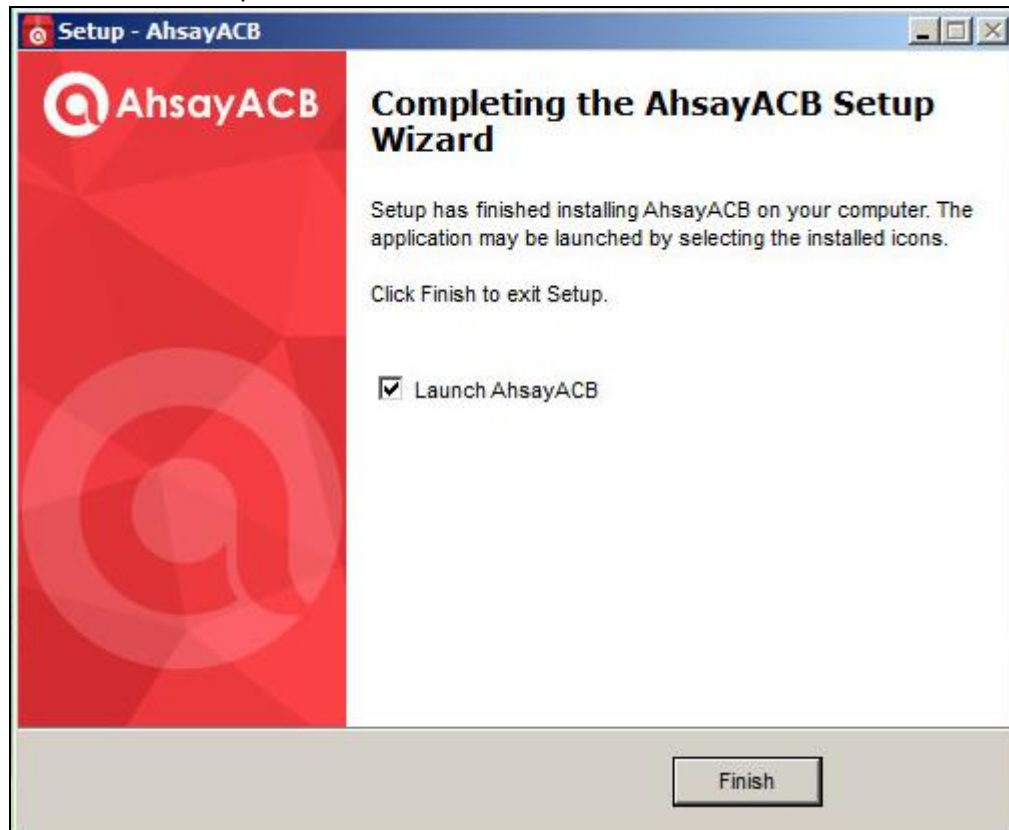 Setup - AhsayACB
AhsayACB
Completing the AhsayACB Setup
Wizard
Setup has finished installing AhsayACB on your computer. The
application may be launched by selecting the installed icons.
Click Finish to exit Setup.
Launch AhsayACB
Finish